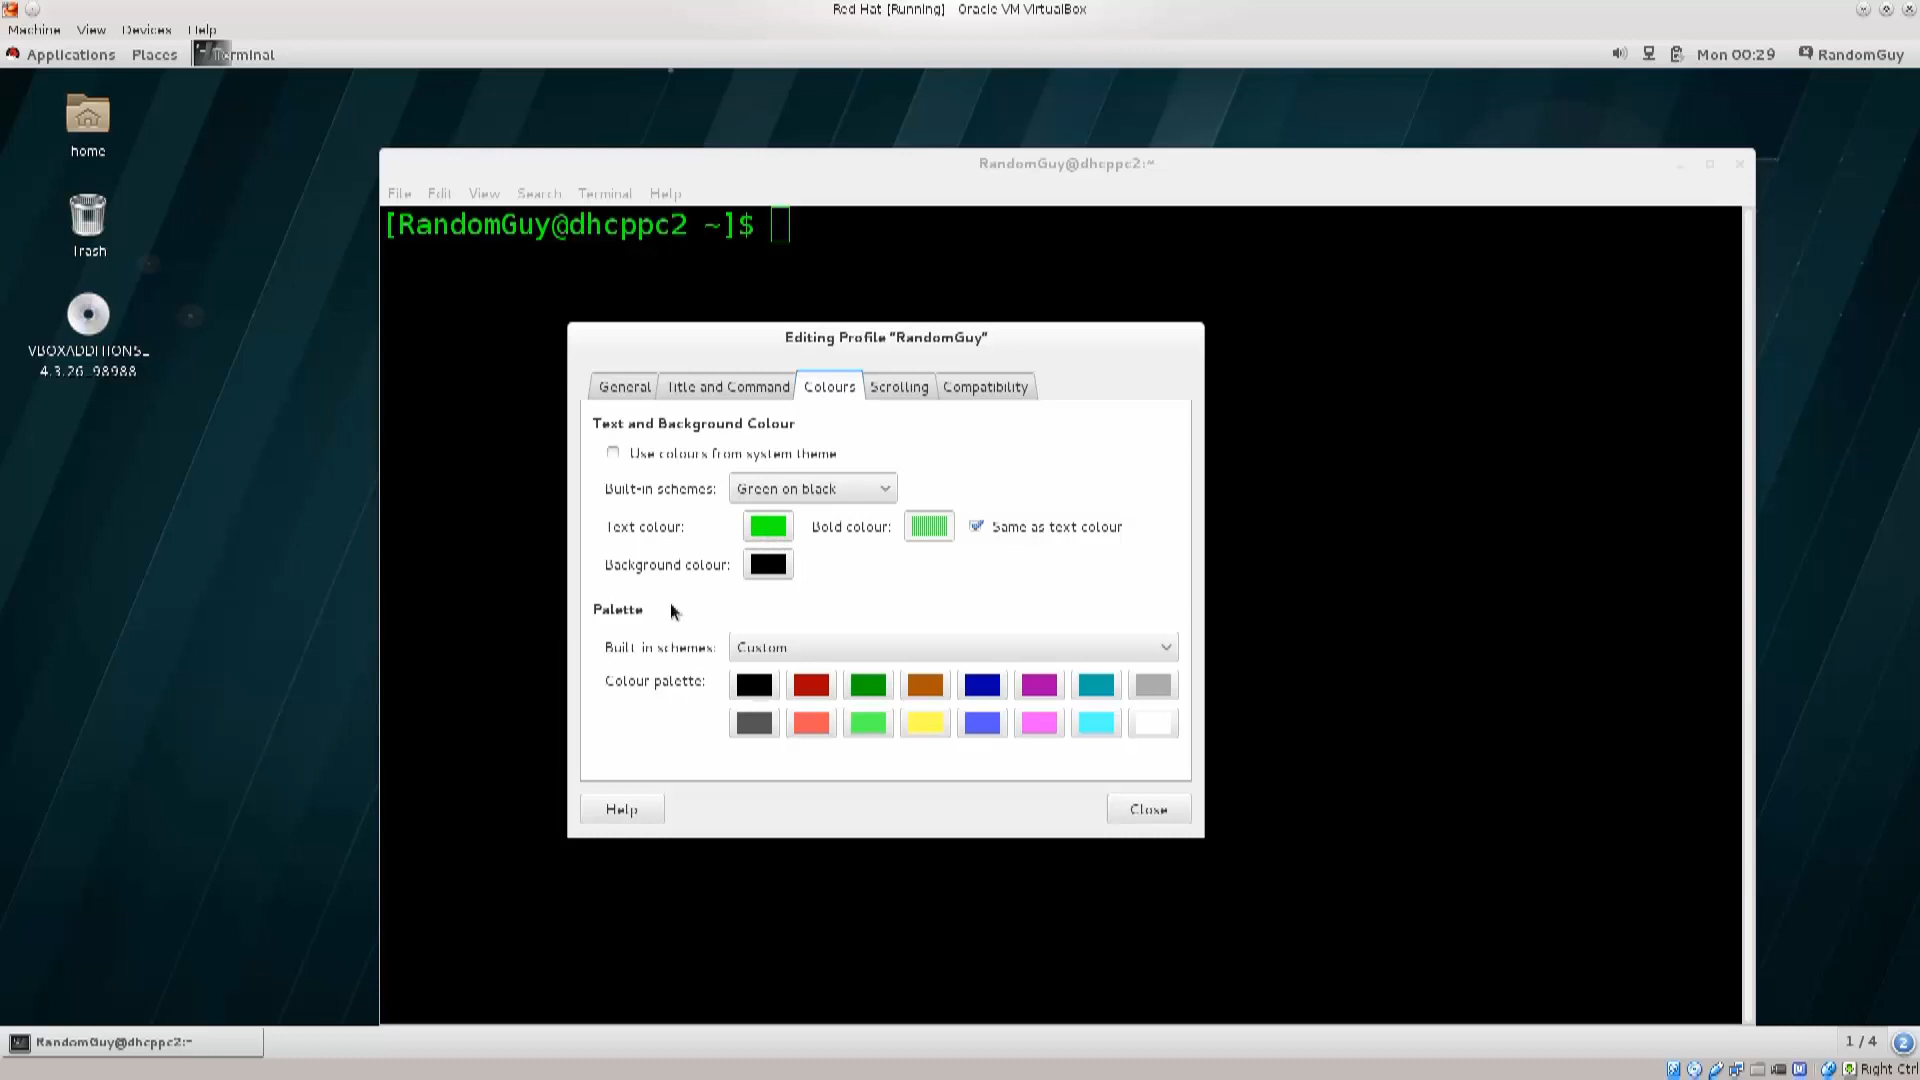 Red Hat [Running] Oracle VM VirtualBox
Machine View Devices Help
Applications Places Terminal Mon 00:29 RandomGuy
home
Trash
VBOXADDITIONS_
4.3.26_98988
RandomGuy@dhcppc2:~
File Edit View Search Terminal Help
[RandomGuy@dhcppc2 ~]$
Editing Profile "RandomGuy"
General Title and Command Colours Scrolling Compatibility
Text and Background Colour
Use colours from system theme
Built-in schemes: Green on black
Text colour: Bold colour: Same as text colour
Background colour:
Palette
Built-in schemes: Custom
Colour palette:
Help Close
RandomGuy@dhcppc2:~ 1 / 4 2
Right Ctrl